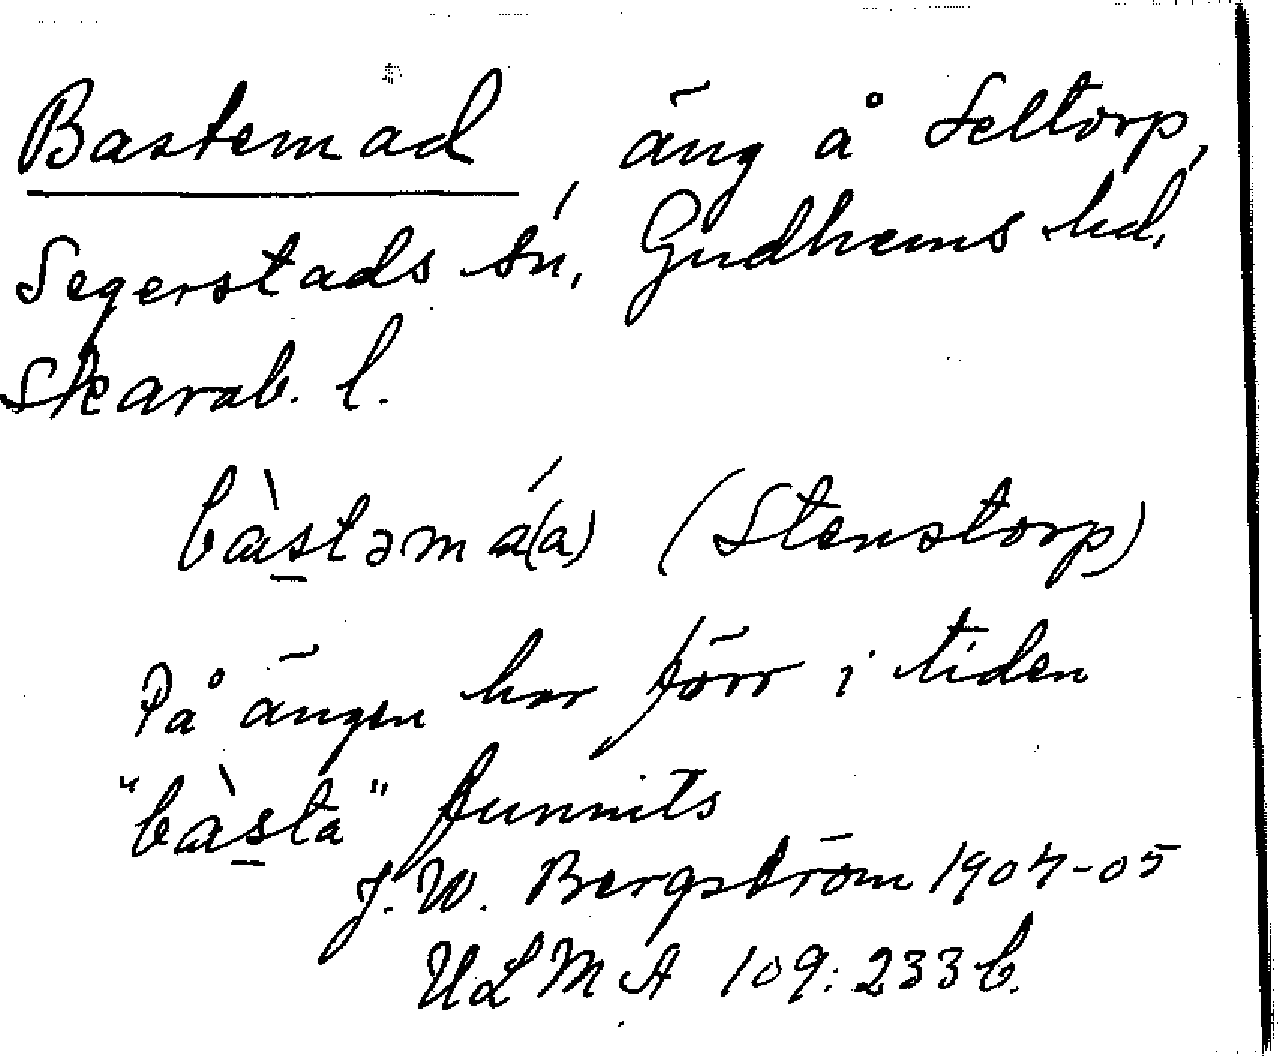 Bastemad, äng å Seltorp,
Segerstads sn, Gudhems hd,
Skarab. l.
bàstəmá(a) (Stenstorp)
På ängen har förr i tiden
"bàsta" funnits
J. W. Bergström 1904-05
ULMA 109:233 b.